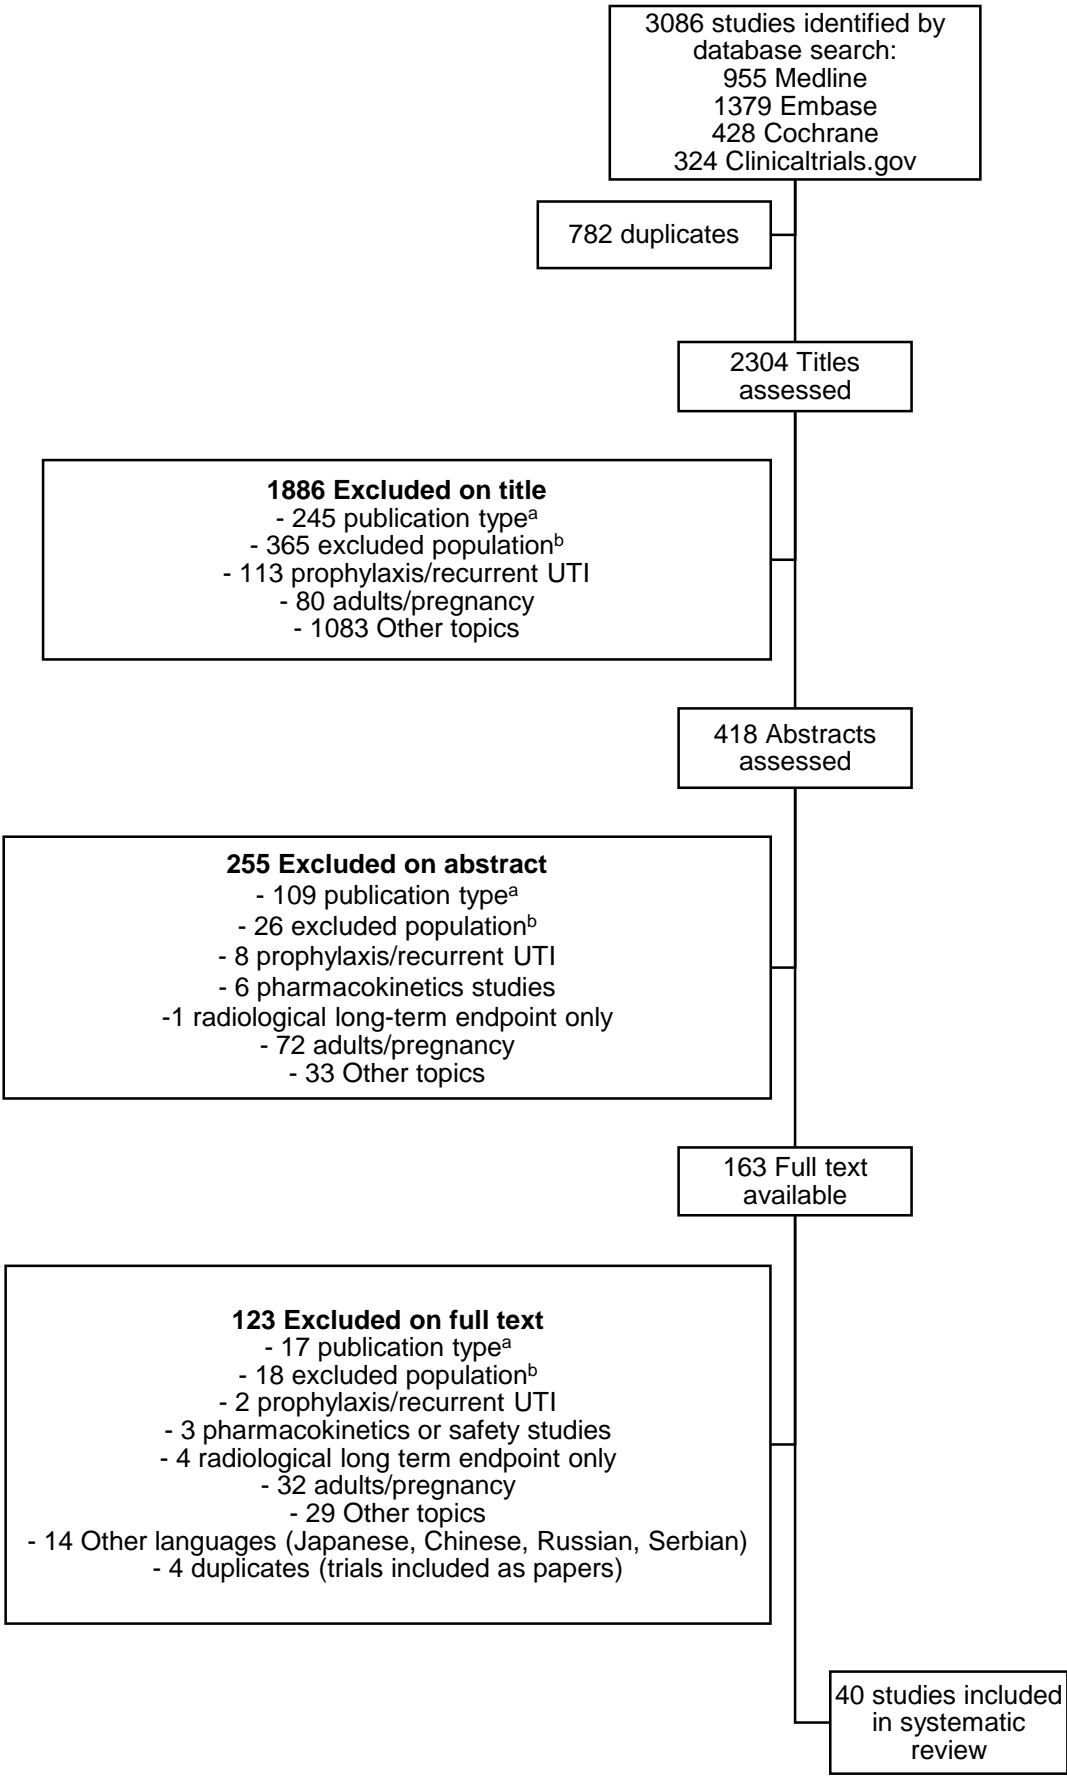 3086 studies identified by
database search:
955 Medline
1379 Embase
428 Cochrane
324 Clinicaltrials.gov
782 duplicates
2304 Titles
assessed
1886 Excluded on title
- 245 publication typeᵃ
- 365 excluded populationᵇ
- 113 prophylaxis/recurrent UTI
- 80 adults/pregnancy
- 1083 Other topics
418 Abstracts
assessed
255 Excluded on abstract
- 109 publication typeᵃ
- 26 excluded populationᵇ
- 8 prophylaxis/recurrent UTI
- 6 pharmacokinetics studies
-1 radiological long-term endpoint only
- 72 adults/pregnancy
- 33 Other topics
163 Full text
available
123 Excluded on full text
- 17 publication typeᵃ
- 18 excluded populationᵇ
- 2 prophylaxis/recurrent UTI
- 3 pharmacokinetics or safety studies
- 4 radiological long term endpoint only
- 32 adults/pregnancy
- 29 Other topics
- 14 Other languages (Japanese, Chinese, Russian, Serbian)
- 4 duplicates (trials included as papers)
40 studies included
in systematic
review